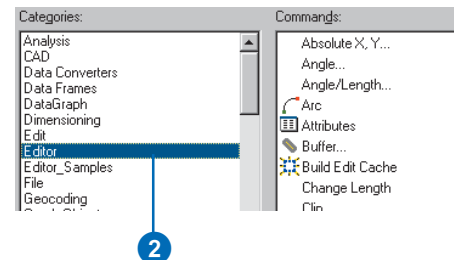 Categories:
Analysis
CAD
Data Converters
Data Frames
DataGraph
Dimensioning
Edit
Editor
Editor_Samples
File
Geocoding
Commands:
Absolute X, Y...
Angle...
Angle/Length...
Arc
Attributes
Buffer...
Build Edit Cache
Change Length
Clip
2